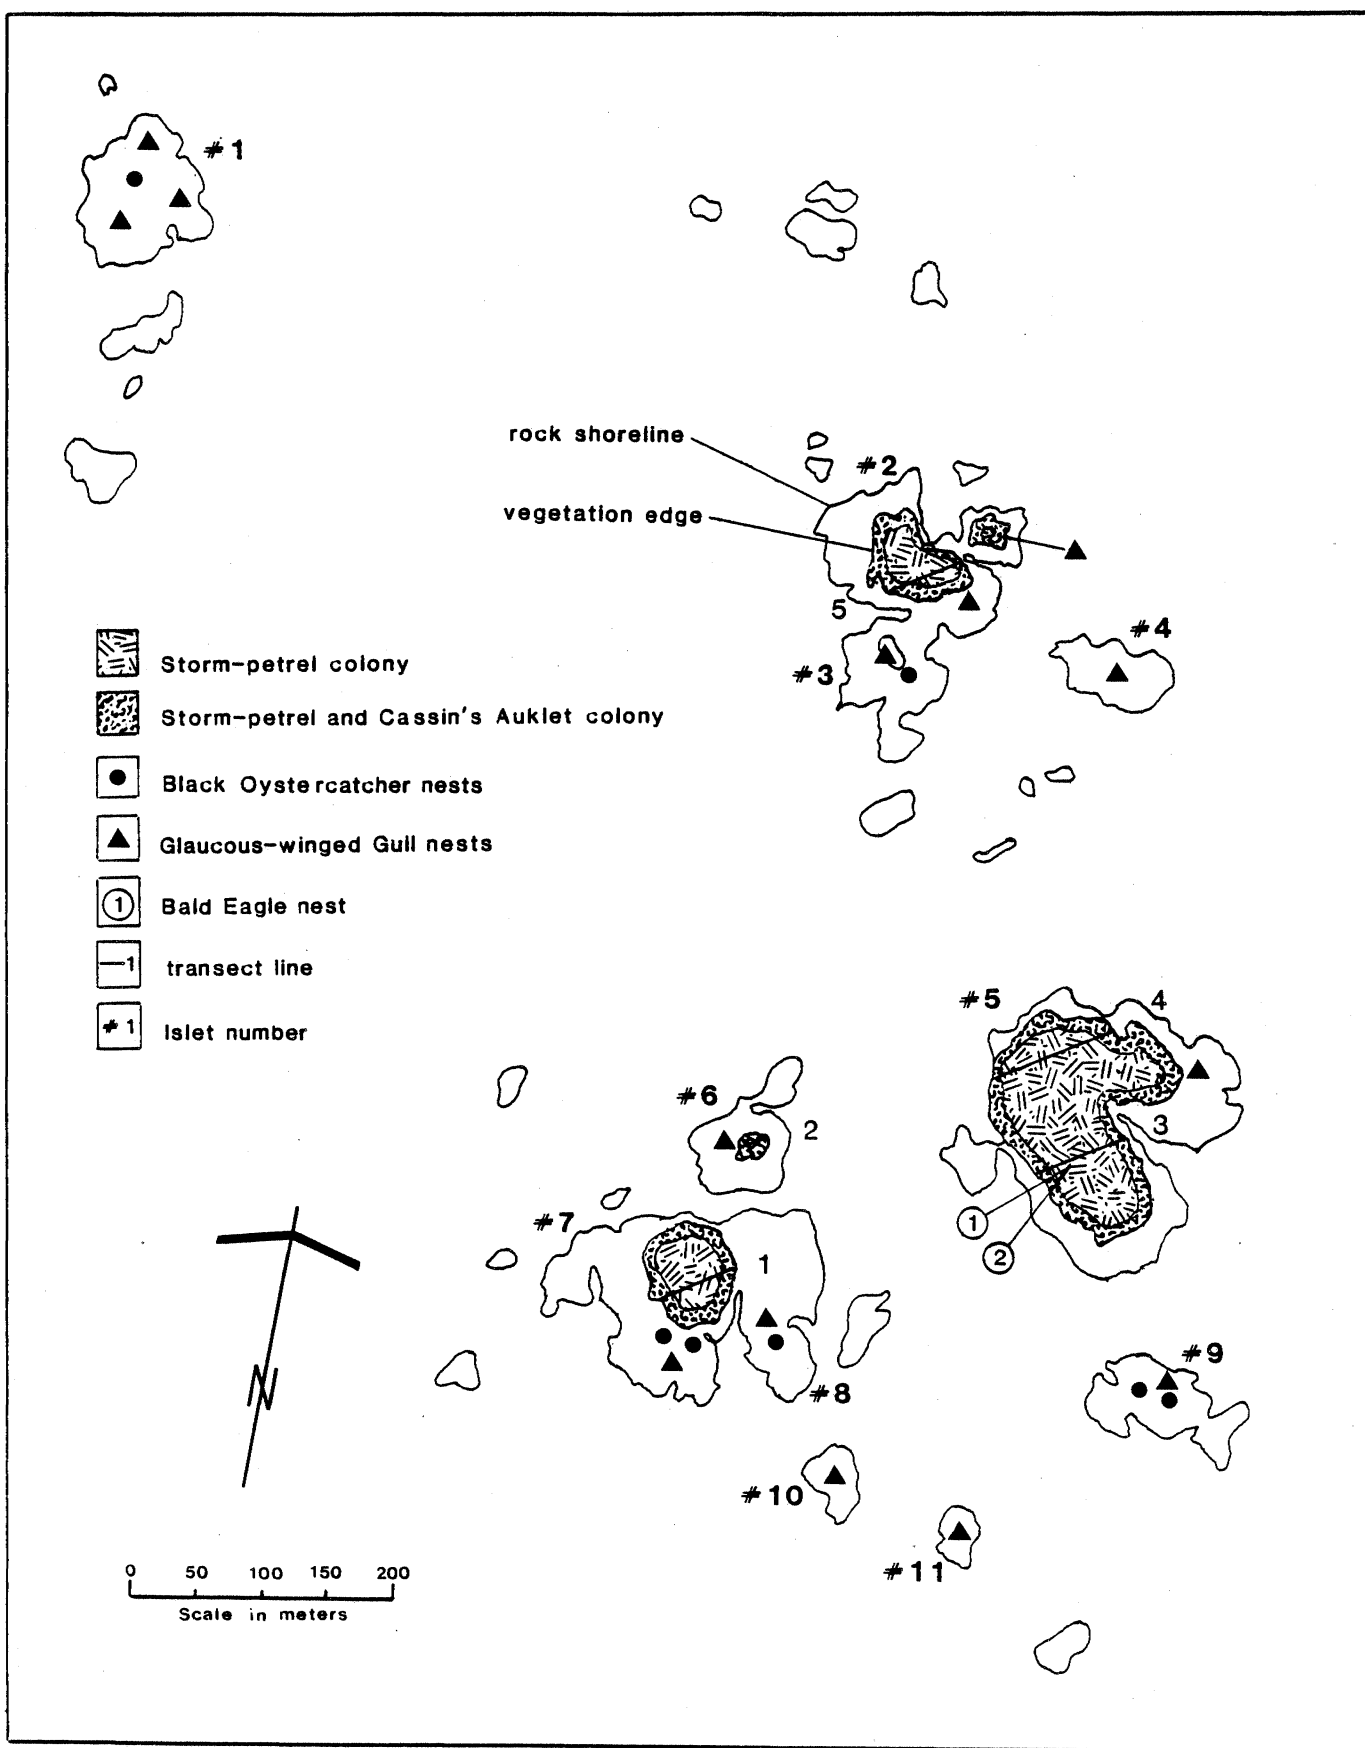 #1
rock shoreline
#2
vegetation edge
5
#4
#3
Storm-petrel colony
Storm-petrel and Cassin's Auklet colony
Black Oystercatcher nests
Glaucous-winged Gull nests
1 Bald Eagle nest
1 transect line
#1 Islet number
#5
4
#6
2
3
1
2
#7
1
#8
#9
#10
#11
N
0 50 100 150 200
Scale in meters